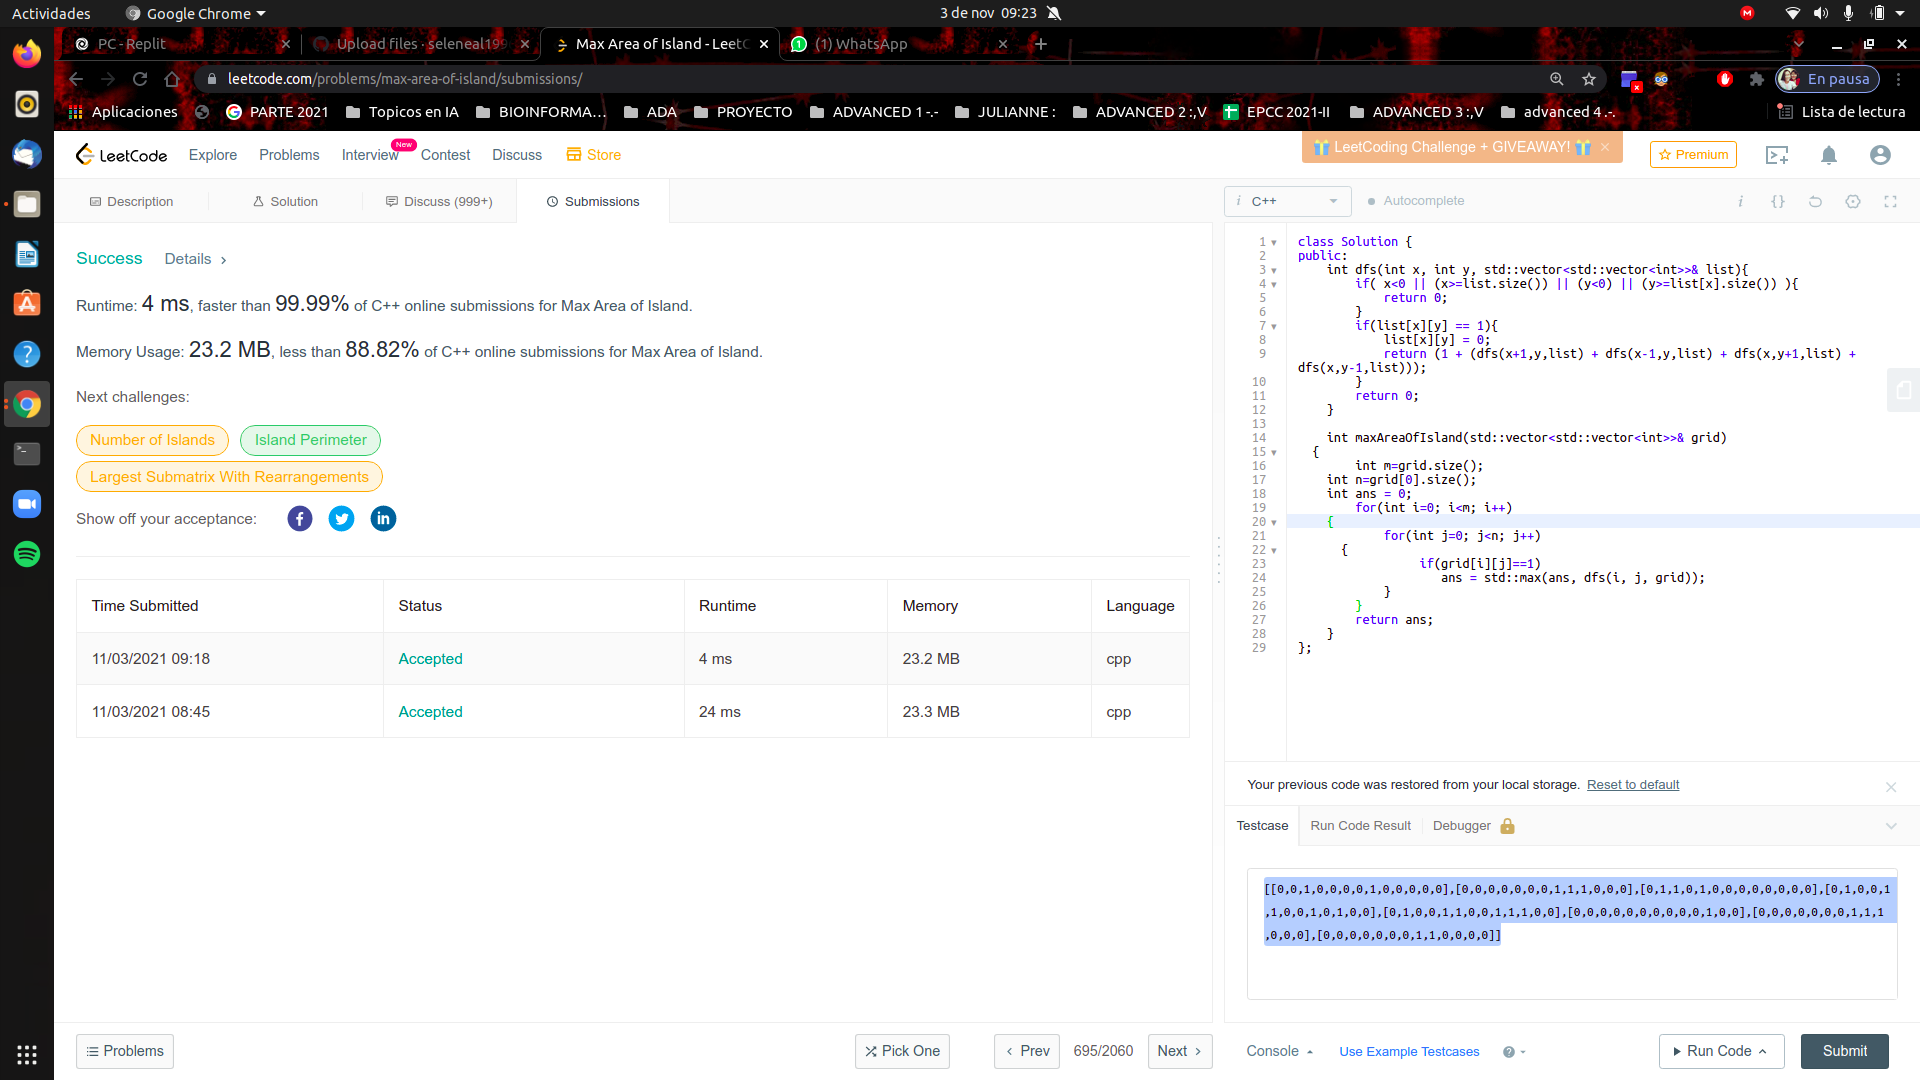 Actividades
Google Chrome
3 de nov 09:23
PC - Replit
Upload files · seleneal199
Max Area of Island - LeetC
(1) WhatsApp
leetcode.com/problems/max-area-of-island/submissions/
En pausa
Aplicaciones
PARTE 2021
Topicos en IA
BIOINFORMA…
ADA
PROYECTO
ADVANCED 1 -.-
JULIANNE :
ADVANCED 2 :,V
EPCC 2021-II
ADVANCED 3 :,V
advanced 4 .-.
Lista de lectura
LeetCode
Explore
Problems
Interview
New
Contest
Discuss
Store
LeetCoding Challenge + GIVEAWAY!
Premium
Description
Solution
Discuss (999+)
Submissions
C++
Autocomplete
Success
Details
Runtime: 4 ms, faster than 99.99% of C++ online submissions for Max Area of Island.
Memory Usage: 23.2 MB, less than 88.82% of C++ online submissions for Max Area of Island.
Next challenges:
Number of Islands
Island Perimeter
Largest Submatrix With Rearrangements
Show off your acceptance:
Time Submitted Status Runtime Memory Language
11/03/2021 09:18 Accepted 4 ms 23.2 MB cpp
11/03/2021 08:45 Accepted 24 ms 23.3 MB cpp
1 class Solution {
2 public:
3 int dfs(int x, int y, std::vector<std::vector<int>>& list){
4 if( x<0 || (x>=list.size()) || (y<0) || (y>=list[x].size()) ){
5 return 0;
6 }
7 if(list[x][y] == 1){
8 list[x][y] = 0;
9 return (1 + (dfs(x+1,y,list) + dfs(x-1,y,list) + dfs(x,y+1,list) +
dfs(x,y-1,list)));
10 }
11 return 0;
12 }
13
14 int maxAreaOfIsland(std::vector<std::vector<int>>& grid)
15 {
16 int m=grid.size();
17 int n=grid[0].size();
18 int ans = 0;
19 for(int i=0; i<m; i++)
20 {
21 for(int j=0; j<n; j++)
22 {
23 if(grid[i][j]==1)
24 ans = std::max(ans, dfs(i, j, grid));
25 }
26 }
27 return ans;
28 }
29 };
Your previous code was restored from your local storage. Reset to default
Testcase
Run Code Result
Debugger
[[0,0,1,0,0,0,0,1,0,0,0,0,0],[0,0,0,0,0,0,0,1,1,1,0,0,0],[0,1,1,0,1,0,0,0,0,0,0,0,0],[0,1,0,0,1
,1,0,0,1,0,1,0,0],[0,1,0,0,1,1,0,0,1,1,1,0,0],[0,0,0,0,0,0,0,0,0,0,1,0,0],[0,0,0,0,0,0,0,1,1,1
,0,0,0],[0,0,0,0,0,0,0,1,1,0,0,0,0]]
Problems
Pick One
Prev
695/2060
Next
Console
Use Example Testcases
Run Code
Submit